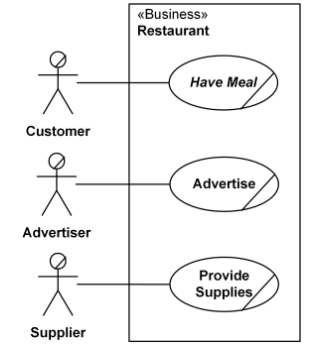 «Business»
Restaurant
Have Meal
Customer
Advertise
Advertiser
Provide
Supplies
Supplier